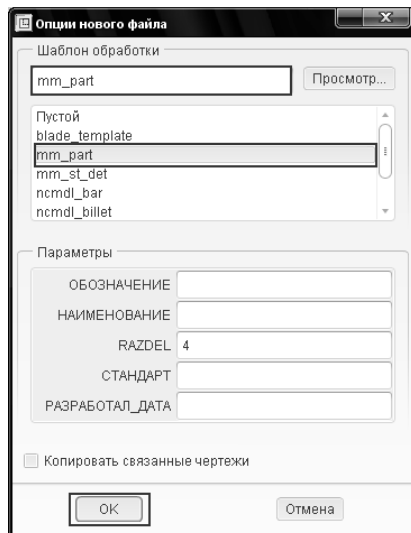 Опции нового файла
Шаблон обработки
mm_part
Просмотр...
Пустой
blade_template
mm_part
mm_st_det
ncmdl_bar
ncmdl_billet
Параметры
ОБОЗНАЧЕНИЕ
НАИМЕНОВАНИЕ
RAZDEL 4
СТАНДАРТ
РАЗРАБОТАЛ_ДАТА
Копировать связанные чертежи
OK
Отмена